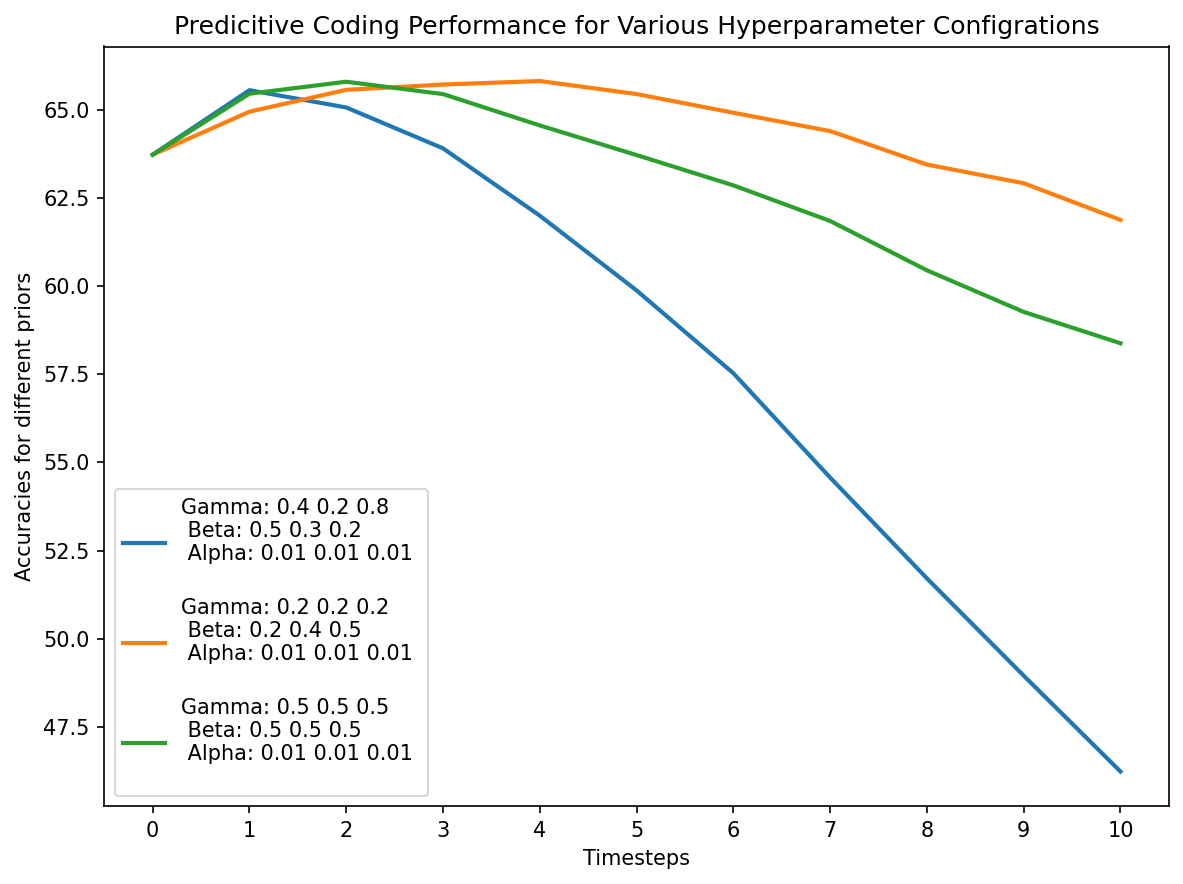 Predicitive Coding Performance for Various Hyperparameter Configrations
Accuracies for different priors
65.0
62.5
60.0
57.5
55.0
52.5
50.0
47.5
Gamma: 0.4 0.2 0.8
Beta: 0.5 0.3 0.2
Alpha: 0.01 0.01 0.01
Gamma: 0.2 0.2 0.2
Beta: 0.2 0.4 0.5
Alpha: 0.01 0.01 0.01
Gamma: 0.5 0.5 0.5
Beta: 0.5 0.5 0.5
Alpha: 0.01 0.01 0.01
0 1 2 3 4 5 6 7 8 9 10
Timesteps